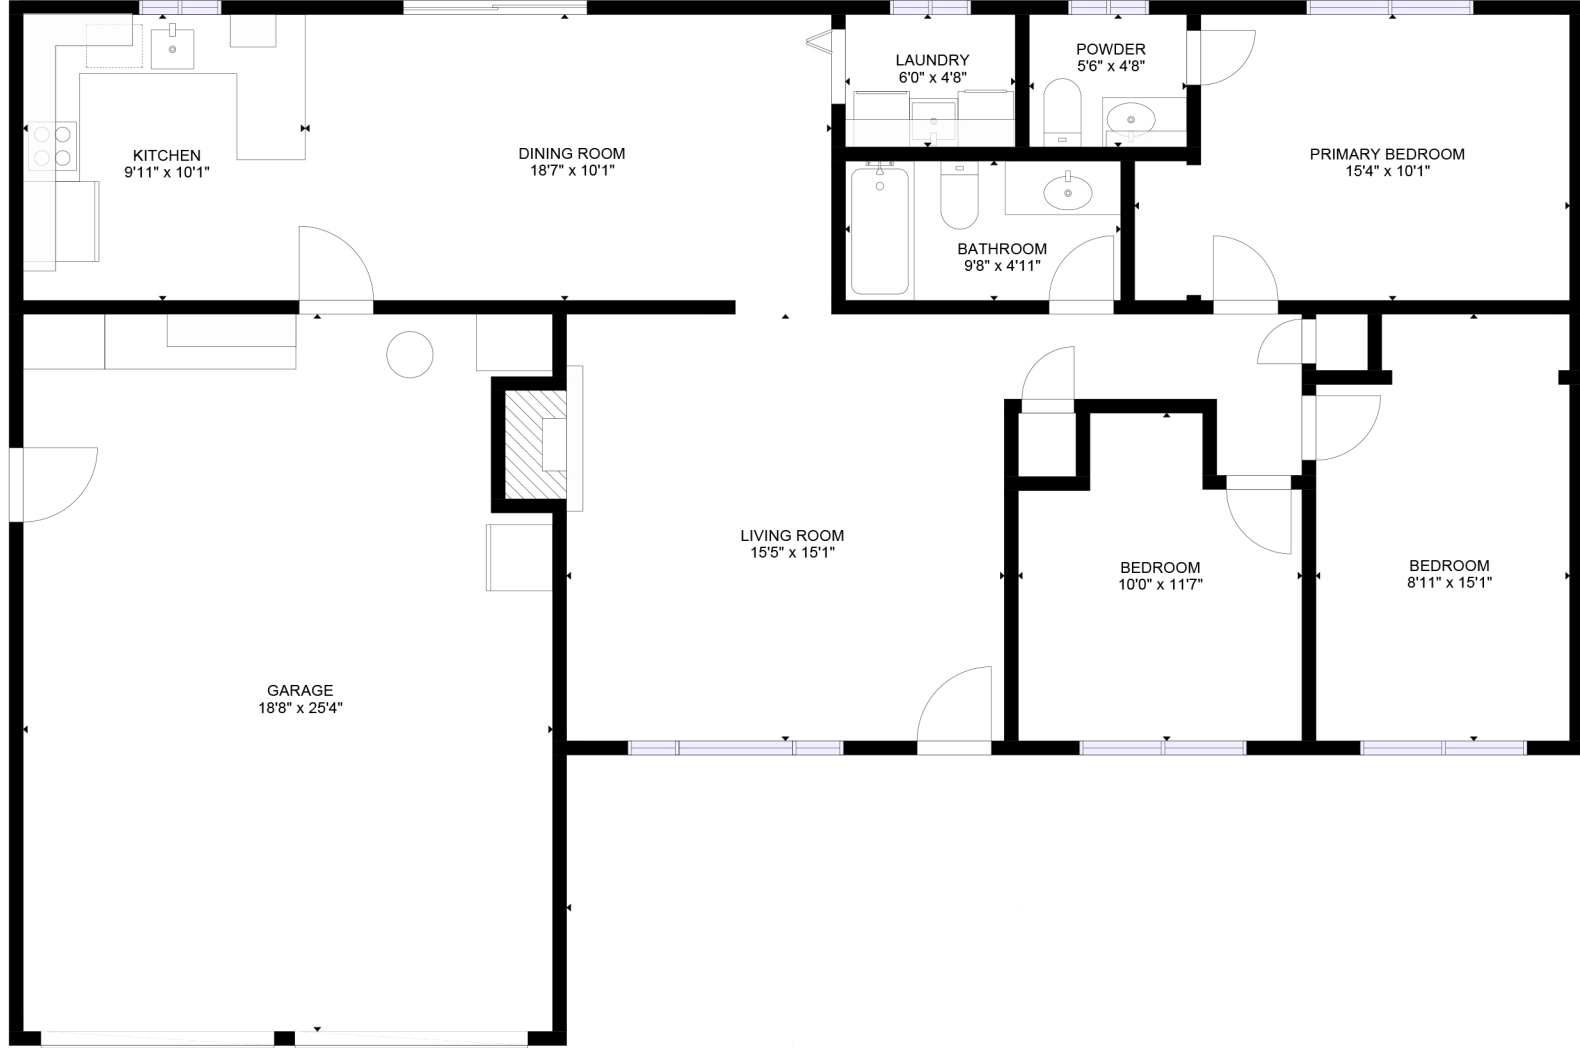 KITCHEN
9'11" x 10'1"
DINING ROOM
18'7" x 10'1"
LAUNDRY
6'0" x 4'8"
POWDER
5'6" x 4'8"
PRIMARY BEDROOM
15'4" x 10'1"
BATHROOM
9'8" x 4'11"
LIVING ROOM
15'5" x 15'1"
BEDROOM
10'0" x 11'7"
BEDROOM
8'11" x 15'1"
GARAGE
18'8" x 25'4"